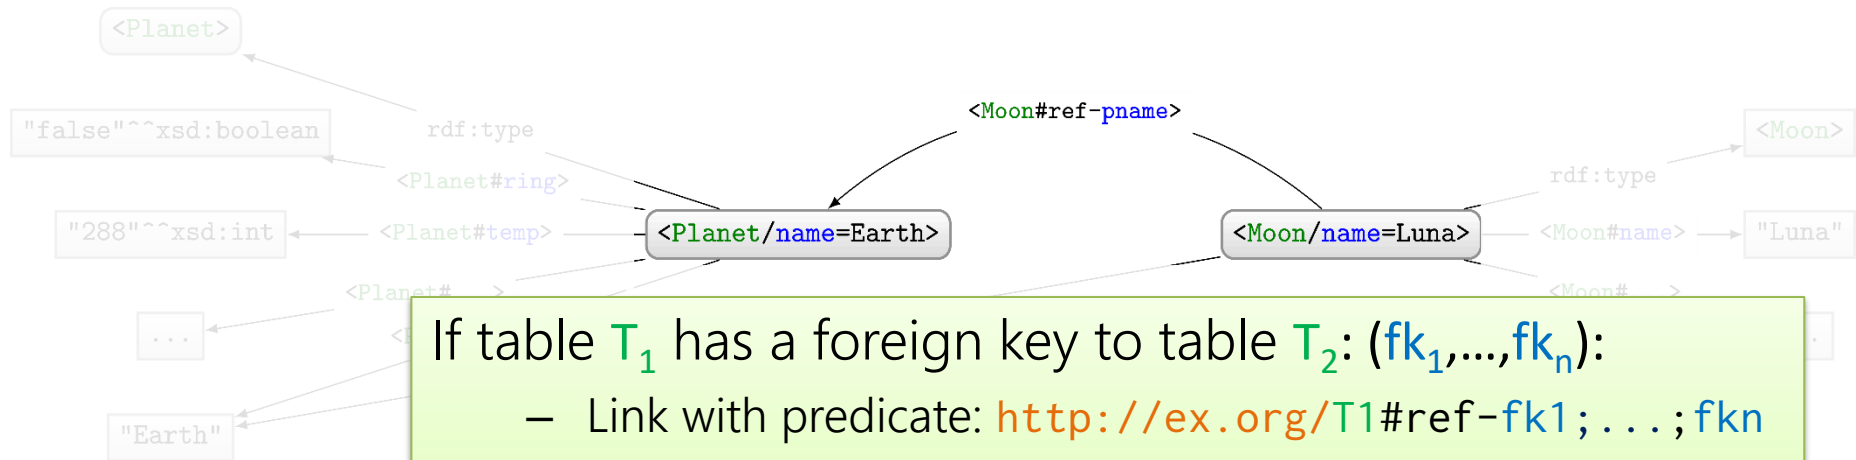 <Planet>
<Moon#ref-pname>
"false"^^xsd:boolean
rdf:type
<Moon>
<Planet#ring>
rdf:type
"288"^^xsd:int
<Planet#temp>
<Planet/name=Earth>
<Moon/name=Luna>
<Moon#name>
"Luna"
<Planet# >
<Moon# >
...
If table T₁ has a foreign key to table T₂: (fk₁,...,fkₙ):
– Link with predicate: http://ex.org/T1#ref-fk1;...;fkn
"Earth"